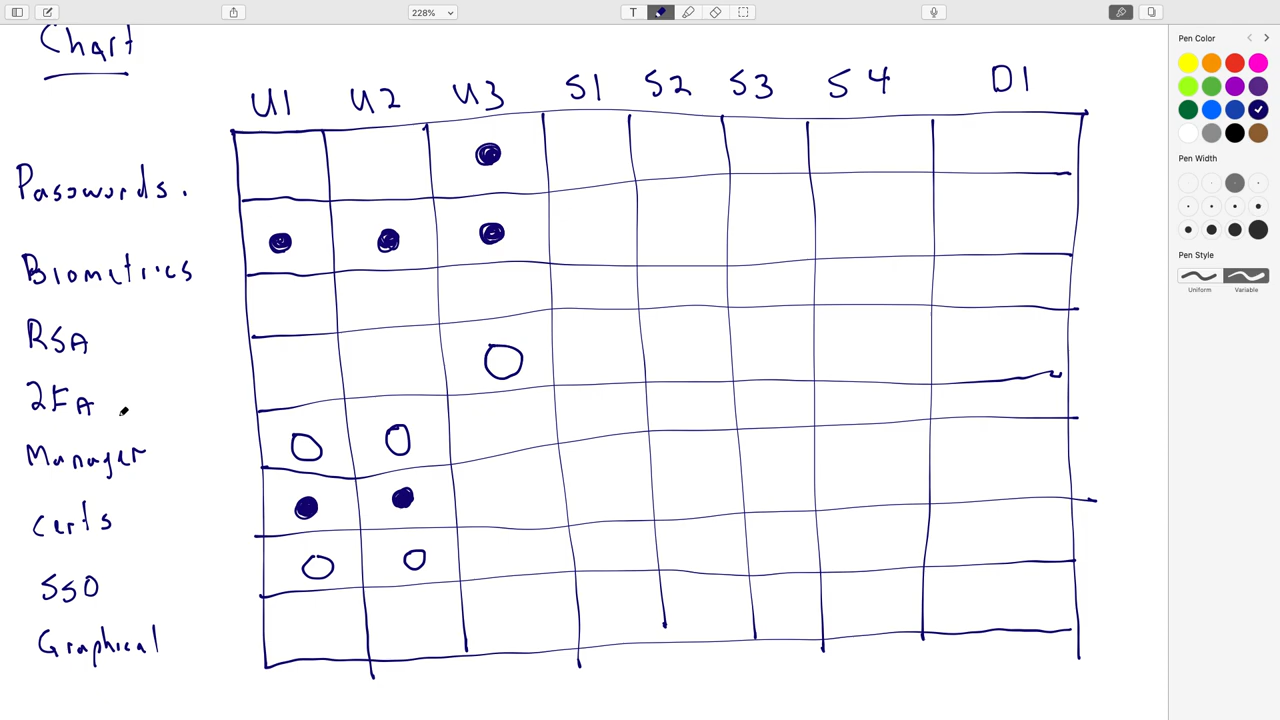 228%
T
Chart
U1 U2 U3 S1 S2 S3 S4 D1
Passwords.
Biometrics
RSA
2FA
Manager
Certs
SSO
Graphical
Pen Color
Pen Width
Pen Style
Uniform Variable